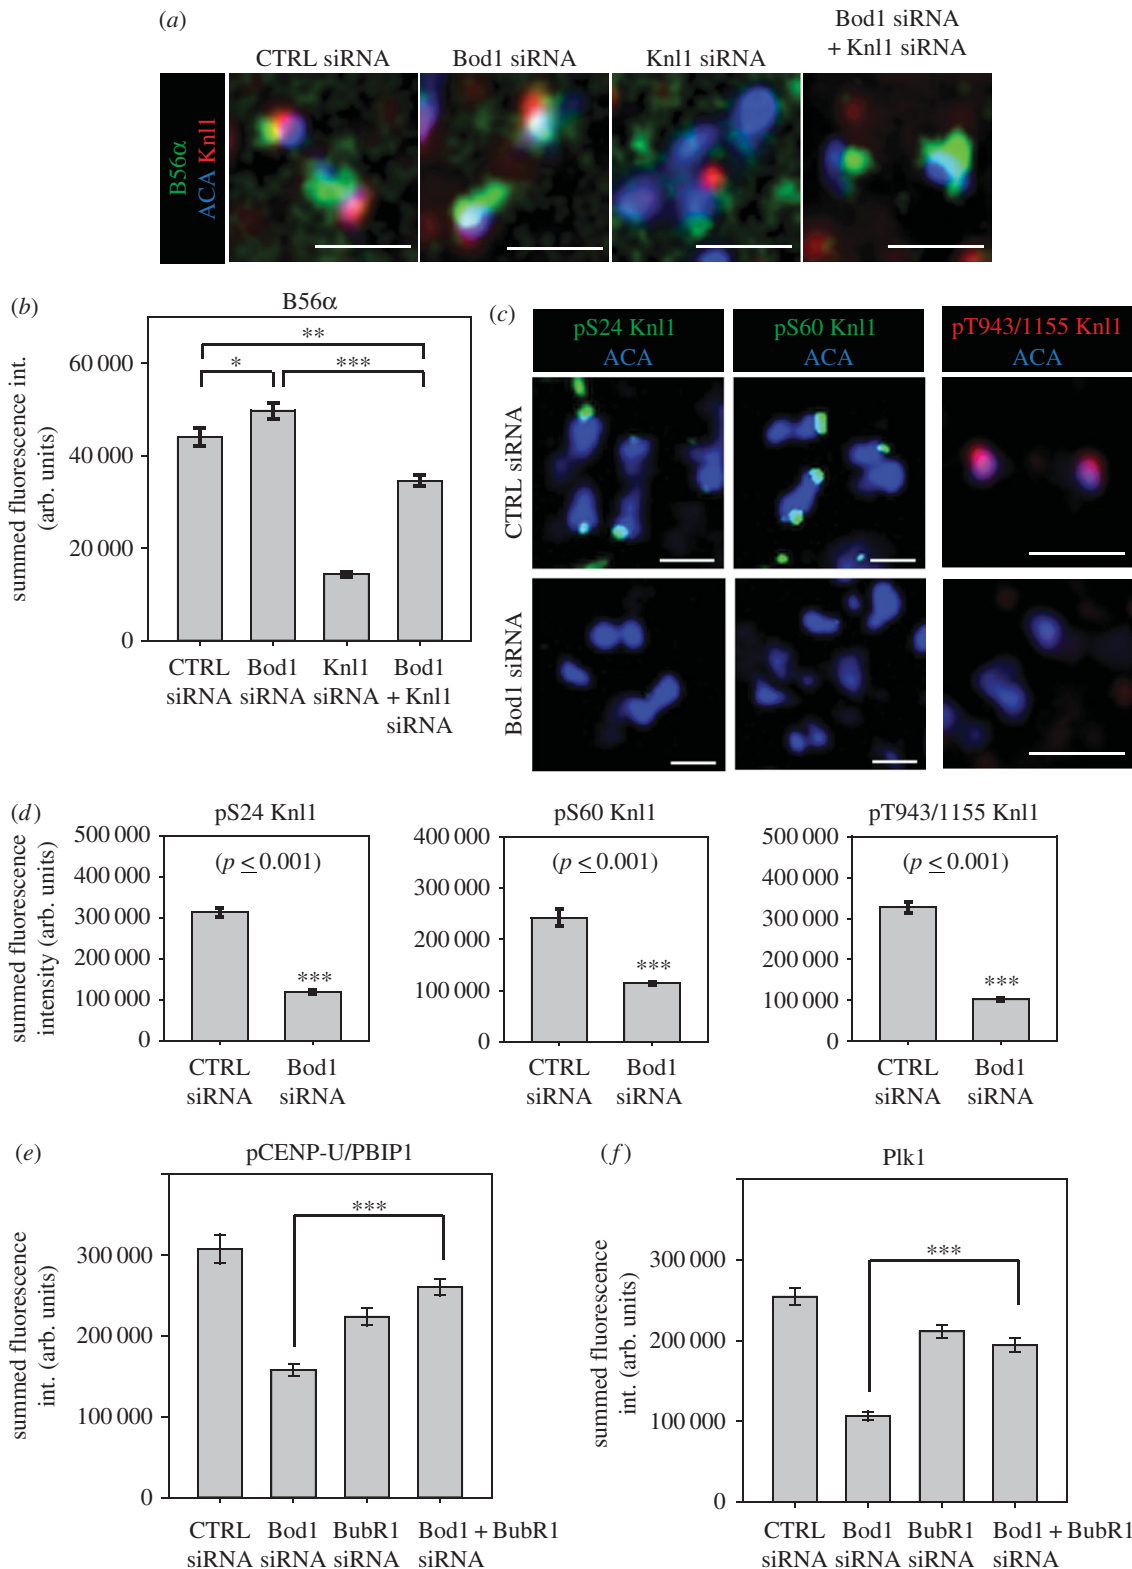 (a)
CTRL siRNA
Bod1 siRNA
Knl1 siRNA
Bod1 siRNA
+ Knl1 siRNA
B56α
ACA Knl1
(b)
B56α
summed fluorescence int.
(arb. units)
60 000
40 000
20 000
0
**
*
***
CTRL
siRNA
Bod1
siRNA
Knl1
siRNA
Bod1
+ Knl1
siRNA
(c)
pS24 Knl1
ACA
pS60 Knl1
ACA
pT943/1155 Knl1
ACA
CTRL siRNA
Bod1 siRNA
(d)
summed fluorescence
intensity (arb. units)
pS24 Knl1
500 000
400 000
300 000
200 000
100 000
0
(p ≤ 0.001)
***
CTRL
siRNA
Bod1
siRNA
pS60 Knl1
400 000
300 000
200 000
100 000
0
(p ≤ 0.001)
***
CTRL
siRNA
Bod1
siRNA
pT943/1155 Knl1
500 000
400 000
300 000
200 000
100 000
0
(p ≤ 0.001)
***
CTRL
siRNA
Bod1
siRNA
(e)
pCENP-U/PBIP1
summed fluorescence
int. (arb. units)
300 000
200 000
100 000
0
***
CTRL
siRNA
Bod1
siRNA
BubR1
siRNA
Bod1 + BubR1
siRNA
(f)
Plk1
summed fluorescence
int. (arb. units)
300 000
200 000
100 000
0
***
CTRL
siRNA
Bod1
siRNA
BubR1
siRNA
Bod1 + BubR1
siRNA